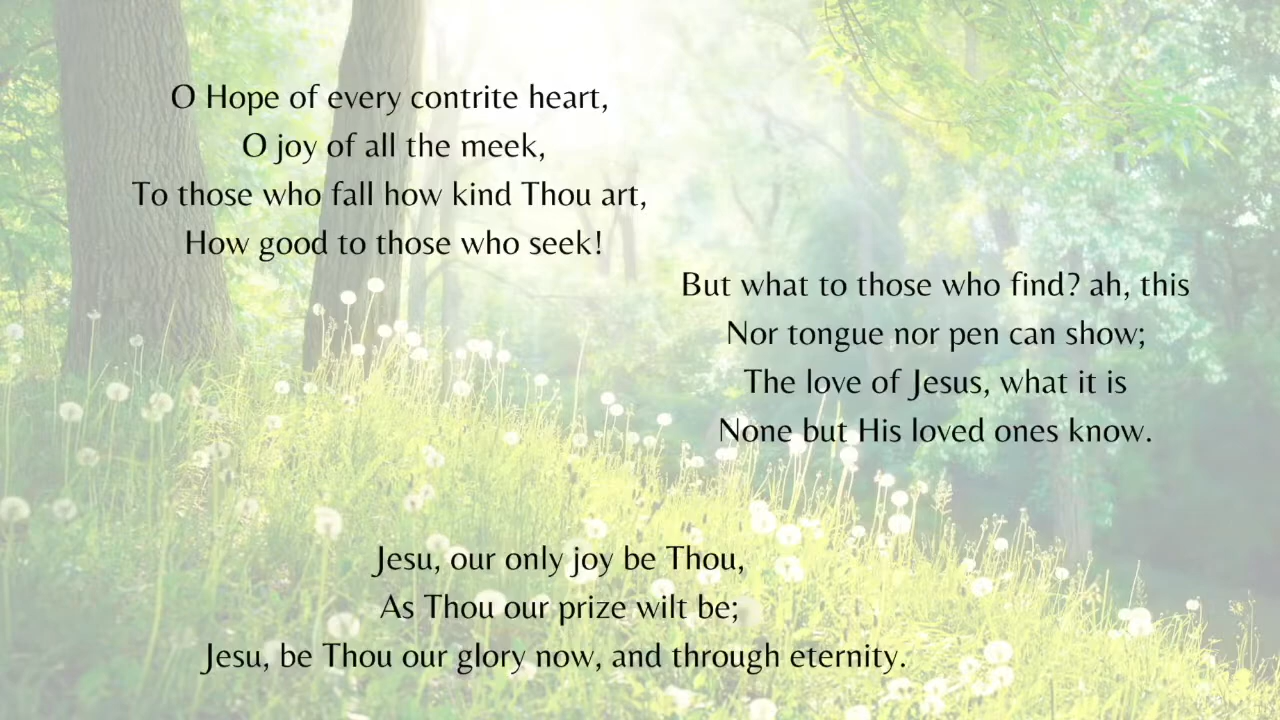 O Hope of every contrite heart,
O joy of all the meek,
To those who fall how kind Thou art,
How good to those who seek!
But what to those who find? ah, this
Nor tongue nor pen can show;
The love of Jesus, what it is
None but His loved ones know.
Jesu, our only joy be Thou,
As Thou our prize wilt be;
Jesu, be Thou our glory now, and through eternity.